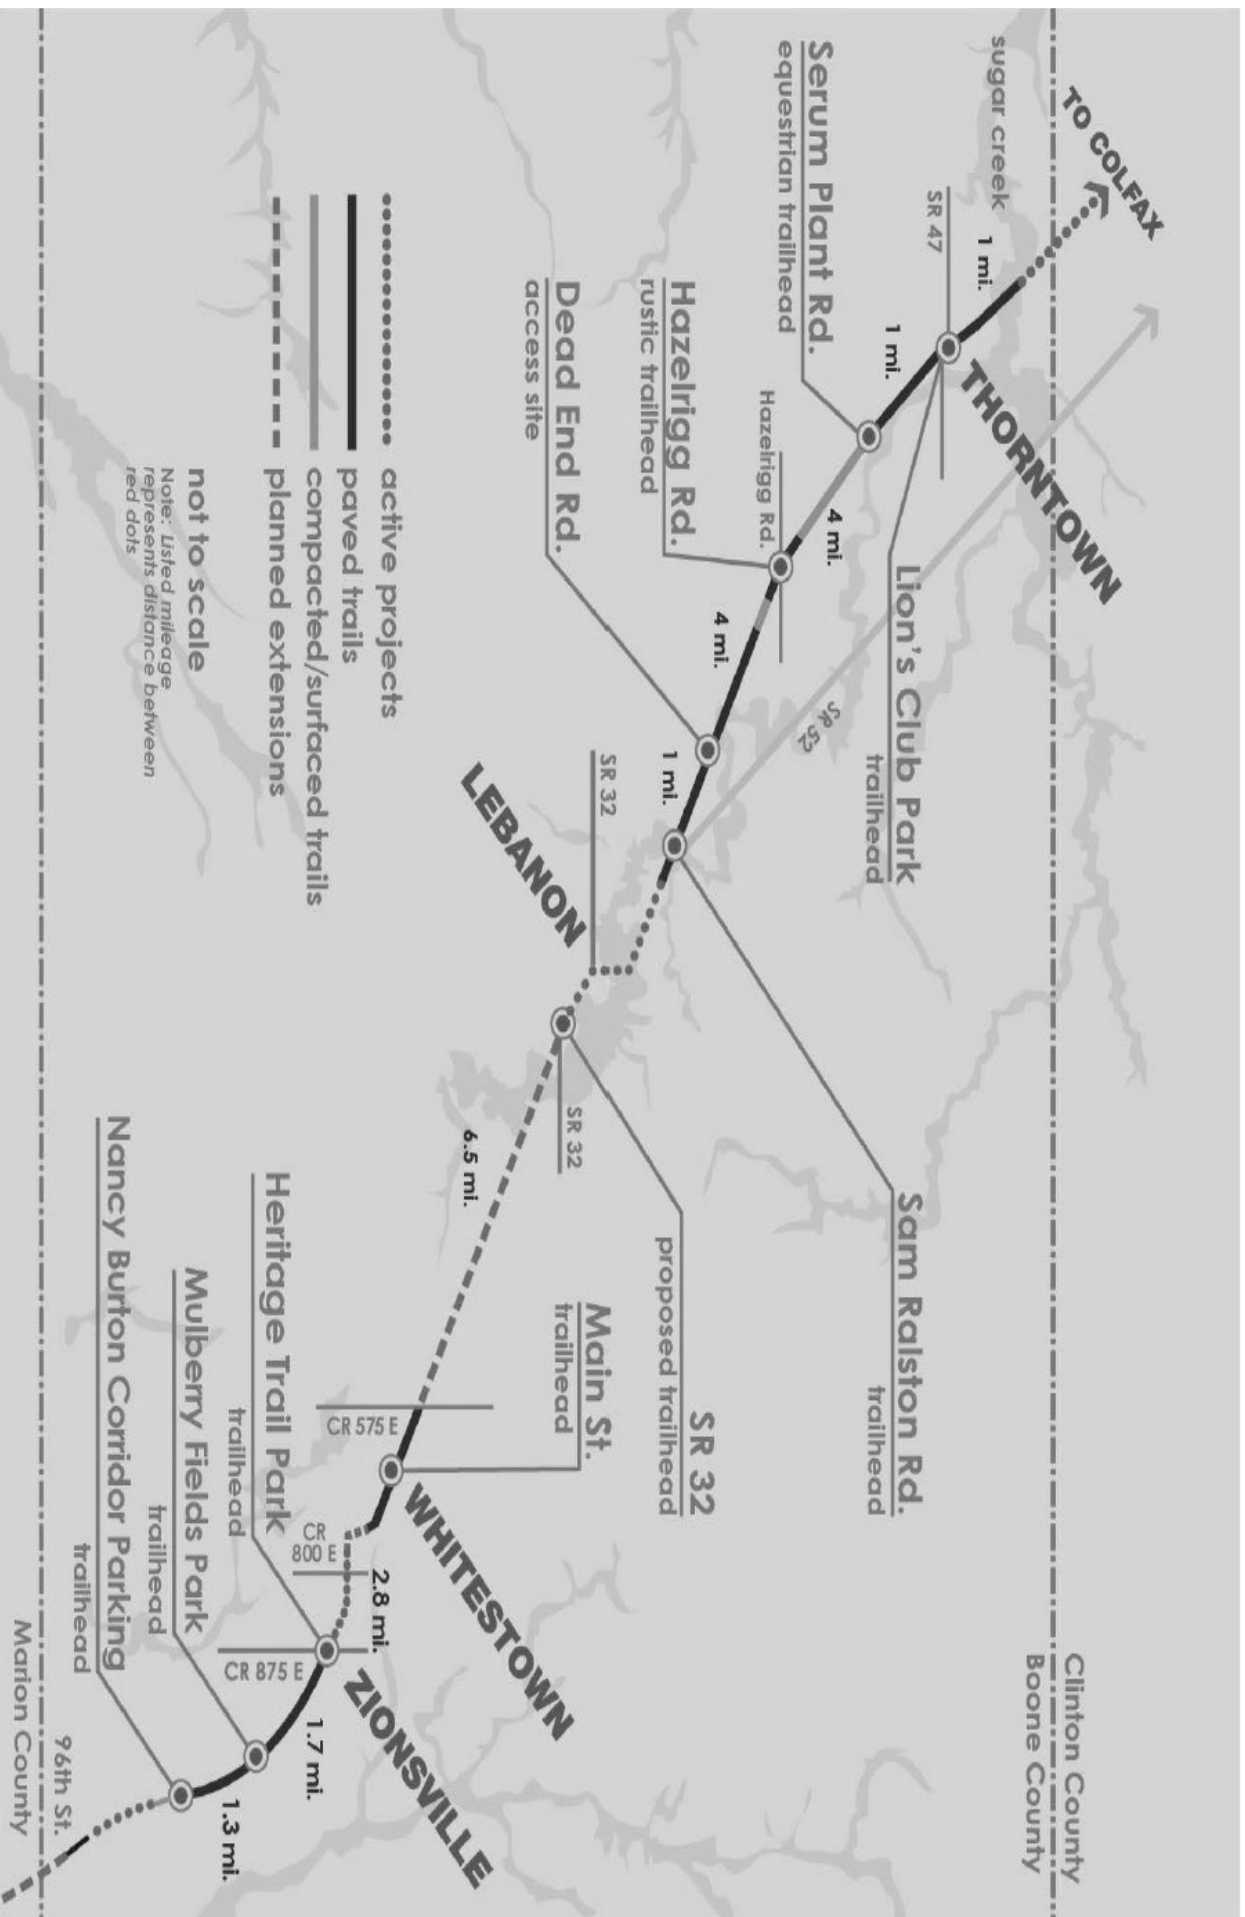 TO COLFAX
sugar creek
1 mi.
SR 47
THORNTOWN
Clinton County
Boone County
Serum Plant Rd.
equestrian trailhead
1 mi.
Lion's Club Park
trailhead
Sam Ralston Rd.
trailhead
Hazelrigg Rd.
rustic trailhead
Hazelrigg Rd.
4 mi.
SR 52
Dead End Rd.
access site
4 mi.
1 mi.
SR 32
LEBANON
SR 32
proposed trailhead
SR 32
Main St.
trailhead
6.5 mi.
CR 575 E
WHITESTOWN
CR
800 E
2.8 mi.
CR 875 E
ZIONSVILLE
1.7 mi.
1.3 mi.
Heritage Trail Park
trailhead
Mulberry Fields Park
trailhead
Nancy Burton Corridor Parking
trailhead
96th St.
Marion County
active projects
paved trails
compacted/surfaced trails
planned extensions
not to scale
Note: Listed mileage
represents distance between
red dots